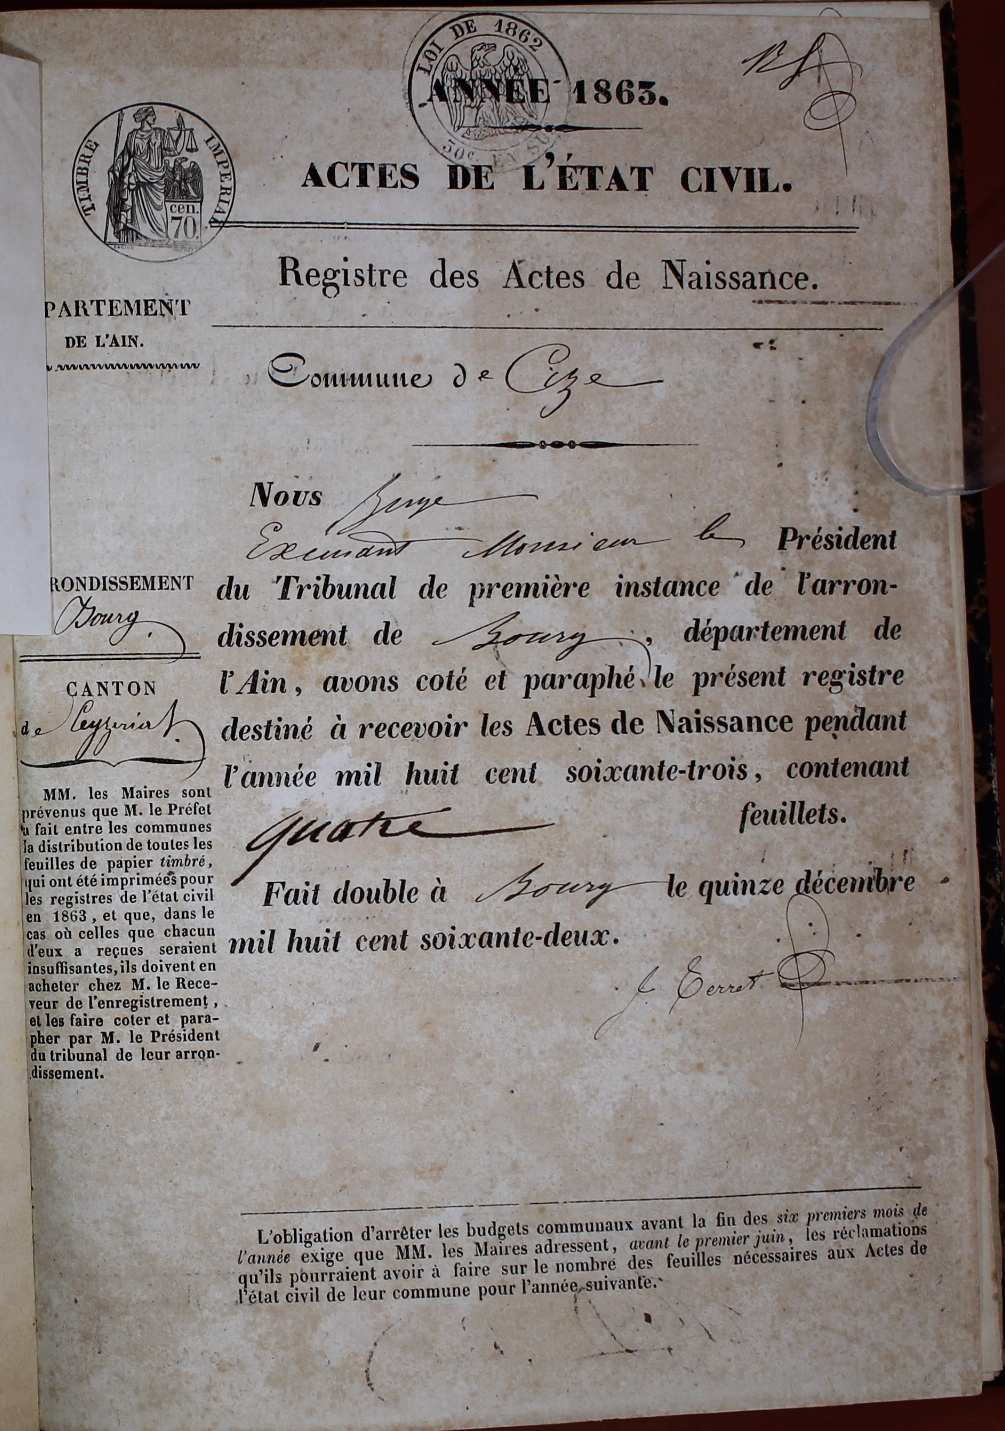 LOI DE 1862
50c. EN SUS
ANNÉE 1863.
ACTES DE L'ÉTAT CIVIL.
TIMBRE IMPERIAL
cen.
70
Registre des Actes de Naissance.
PARTEMENT
DE L'AIN.
Commune de Cize
Nous Juge
Monsieur le Président
du Tribunal de première instance de l'arron-
dissement de Bourg, département de
l'Ain, avons coté et paraphé le présent registre
destiné à recevoir les Actes de Naissance pendant
l'année mil huit cent soixante-trois, contenant
quatre feuillets.
Fait double à Bourg le quinze décembre
mil huit cent soixante-deux.
J. Terret
RONDISSEMENT
Bourg
CANTON
de Ceyzeriat
MM. les Maires sont
prévenus que M. le Préfet
a fait entre les communes
la distribution de toutes les
feuilles de papier timbré,
qui ont été imprimées pour
les registres de l'état civil
en 1863, et que, dans le
cas où celles que chacun
d'eux a reçues seraient
insuffisantes, ils doivent en
acheter chez M. le Rece-
veur de l'enregistrement,
et les faire coter et para-
pher par M. le Président
du tribunal de leur arron-
dissement.
L'obligation d'arrêter les budgets communaux avant la fin des six premiers mois de
l'année exige que MM. les Maires adressent, avant le premier juin, les réclamations
qu'ils pourraient avoir à faire sur le nombre des feuilles nécessaires aux Actes de
l'état civil de leur commune pour l'année suivante.